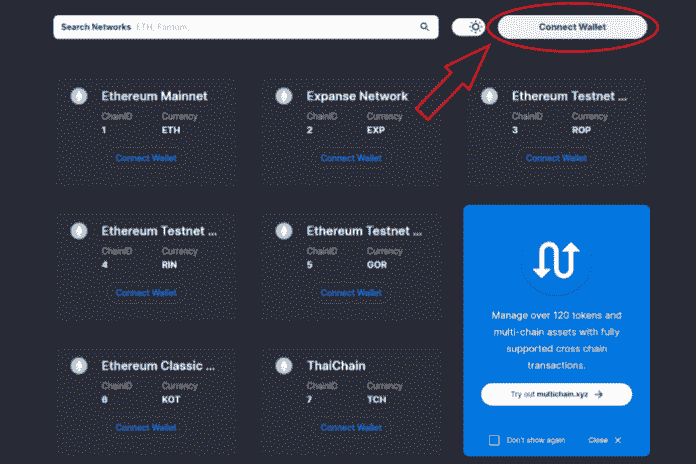 Search Networks ETH, Fantom,
Connect Wallet
Ethereum Mainnet
ChainID Currency
1 ETH
Connect Wallet
Expanse Network
ChainID Currency
2 EXP
Connect Wallet
Ethereum Testnet ...
ChainID Currency
3 ROP
Connect Wallet
Ethereum Testnet ...
ChainID Currency
4 RIN
Connect Wallet
Ethereum Testnet ...
ChainID Currency
5 GOR
Connect Wallet
Manage over 120 tokens and
multi-chain assets with fully
supported cross chain
transactions.
Try out multichain.xyz →
Don't show again Close X
Ethereum Classic ...
ChainID Currency
6 KOT
Connect Wallet
ThaiChain
ChainID Currency
7 TCH
Connect Wallet